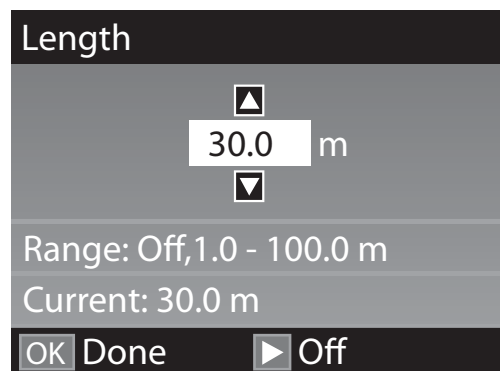 Length
30.0 m
Range: Off,1.0 - 100.0 m
Current: 30.0 m
OK Done Off